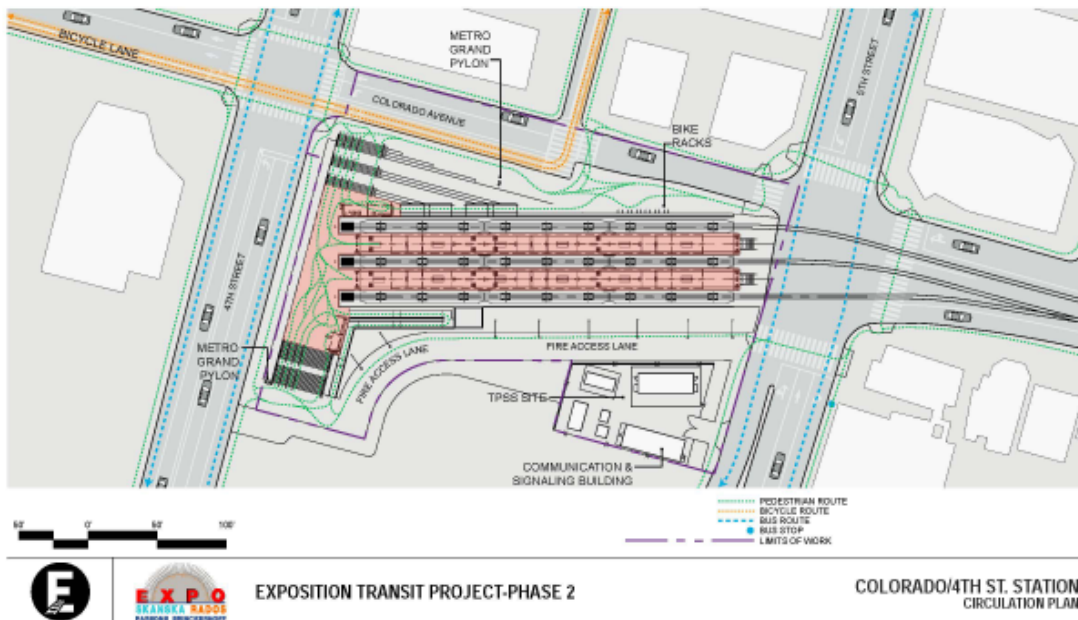 METRO
GRAND
PYLON
BICYCLE LANE
COLORADO AVENUE
5TH STREET
BIKE
RACKS
4TH STREET
METRO
GRAND
PYLON
FIRE ACCESS LANE
FIRE ACCESS LANE
TPSS SITE
COMMUNICATION &
SIGNALING BUILDING
PEDESTRIAN ROUTE
BICYCLE ROUTE
BUS ROUTE
BUS STOP
LIMITS OF WORK
50' 0' 50' 100'
E
EXPO
SKANSKA RADOS
PARSONS BRINCKERHOFF
EXPOSITION TRANSIT PROJECT-PHASE 2
COLORADO/4TH ST. STATION
CIRCULATION PLAN